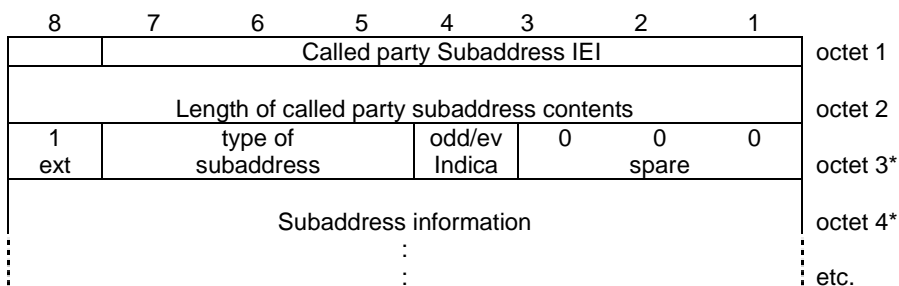 8 7 6 5 4 3 2 1
Called party Subaddress IEI octet 1
Length of called party subaddress contents octet 2
1 type of odd/ev 0 0 0
ext subaddress Indica spare octet 3*
Subaddress information octet 4*
:
: etc.